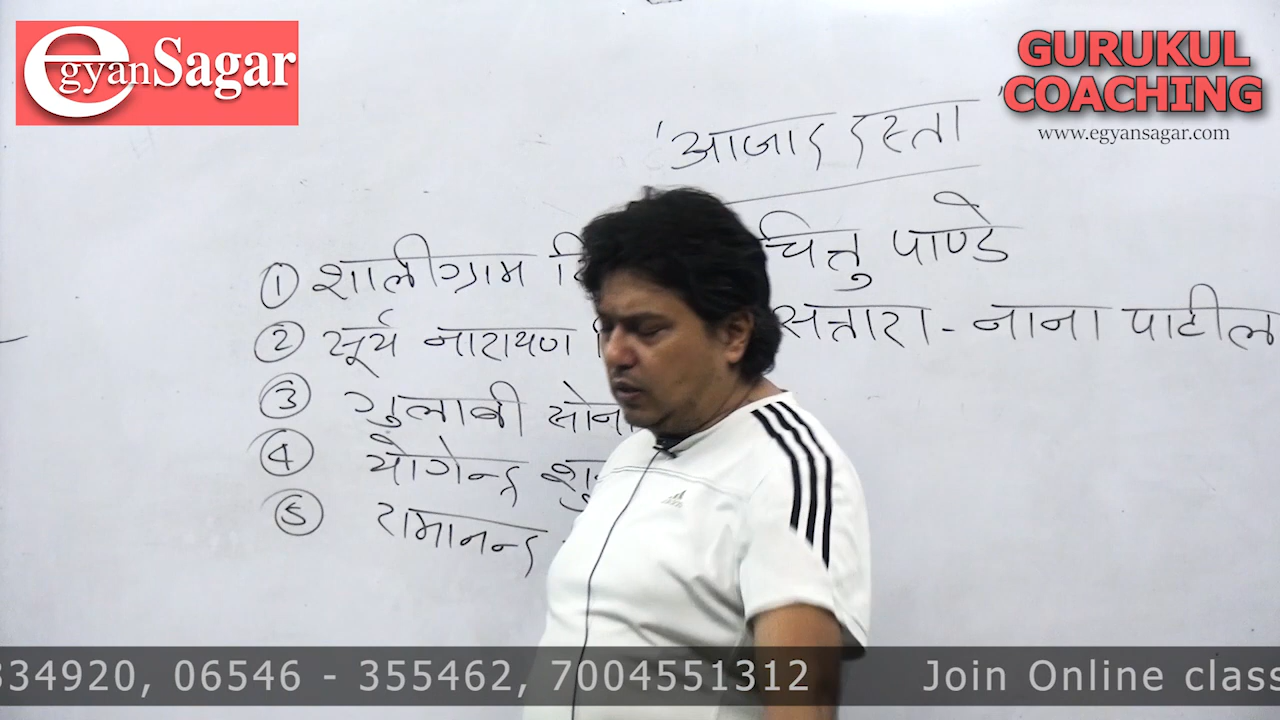 egyanSagar
GURUKUL
COACHING
www.egyansagar.com
'आजाद दस्ता'
① शालीग्राम चित्तु पाण्डे
② सूर्य नारायण सत्तारा - नाना पाटील
③ गुलाबी
④ योगेन्द्र
⑤ रामानन्द
334920, 06546 - 355462, 7004551312 Join Online class